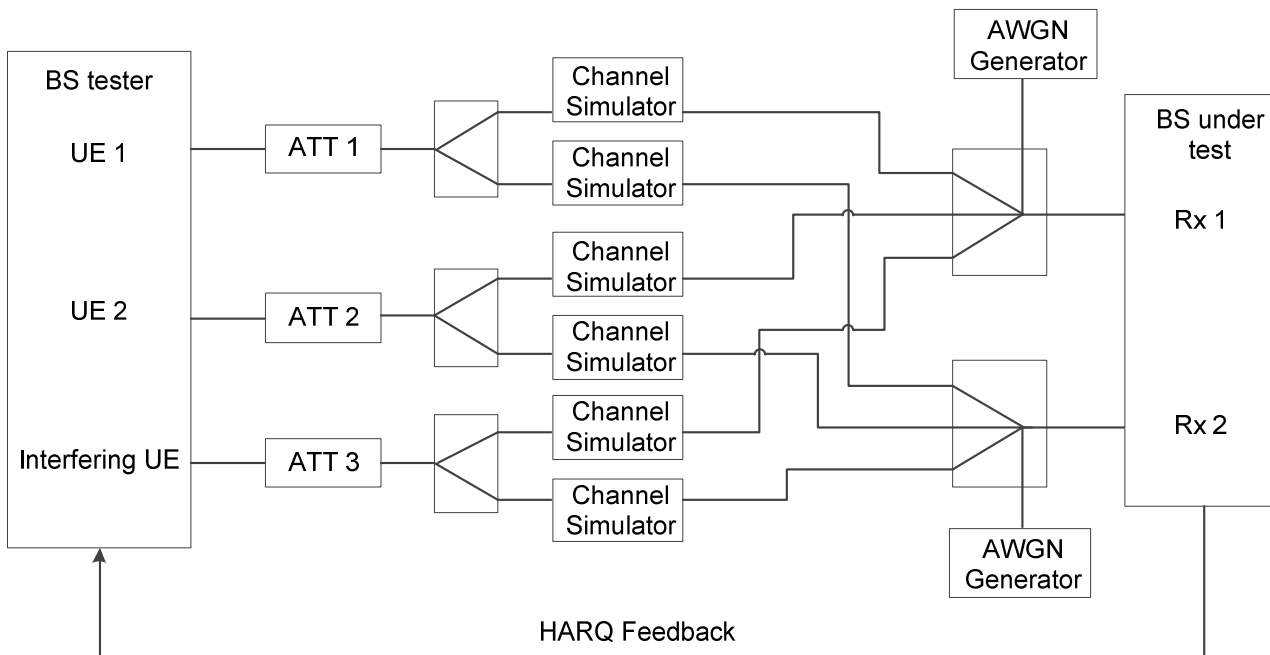 BS tester
UE 1
UE 2
Interfering UE
ATT 1
ATT 2
ATT 3
Channel
Simulator
Channel
Simulator
Channel
Simulator
Channel
Simulator
Channel
Simulator
Channel
Simulator
AWGN
Generator
AWGN
Generator
BS under
test
Rx 1
Rx 2
HARQ Feedback